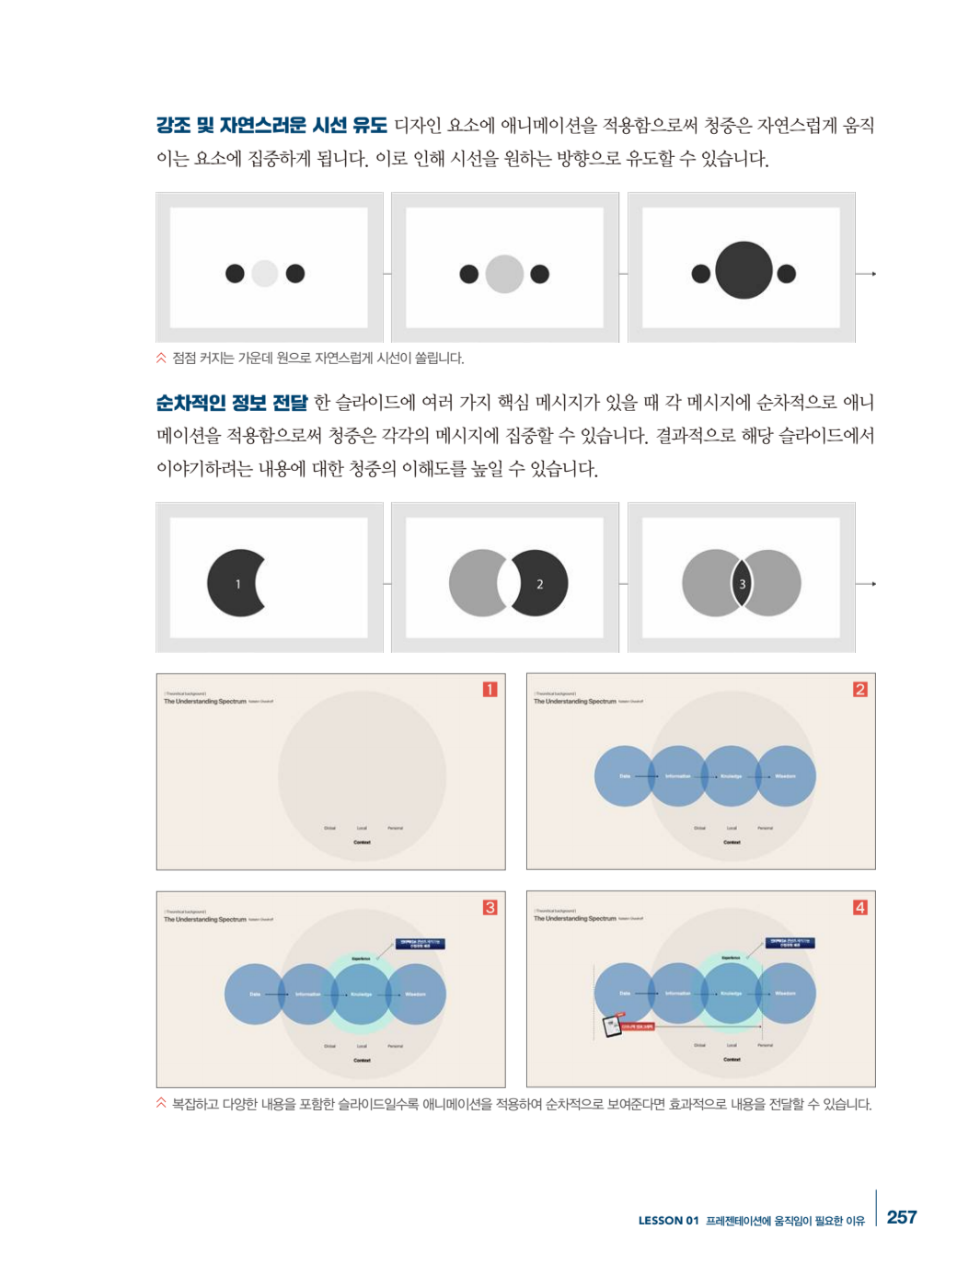 강조 및 자연스러운 시선 유도 디자인 요소에 애니메이션을 적용함으로써 청중은 자연스럽게 움직
이는 요소에 집중하게 됩니다. 이로 인해 시선을 원하는 방향으로 유도할 수 있습니다.
점점 커지는 가운데 원으로 자연스럽게 시선이 쏠립니다.
순차적인 정보 전달 한 슬라이드에 여러 가지 핵심 메시지가 있을 때 각 메시지에 순차적으로 애니
메이션을 적용함으로써 청중은 각각의 메시지에 집중할 수 있습니다. 결과적으로 해당 슬라이드에서
이야기하려는 내용에 대한 청중의 이해도를 높일 수 있습니다.
1
2
3
1
(Theoretical background)
The Understanding Spectrum
Global Local Personal
Context
2
(Theoretical background)
The Understanding Spectrum
Data Information Knowledge Wisedom
Global Local Personal
Context
3
(Theoretical background)
The Understanding Spectrum
Experience
Data Information Knowledge Wisedom
Global Local Personal
Context
4
(Theoretical background)
The Understanding Spectrum
Experience
Data Information Knowledge Wisedom
Global Local Personal
Context
복잡하고 다양한 내용을 포함한 슬라이드일수록 애니메이션을 적용하여 순차적으로 보여준다면 효과적으로 내용을 전달할 수 있습니다.
LESSON 01 프레젠테이션에 움직임이 필요한 이유 257